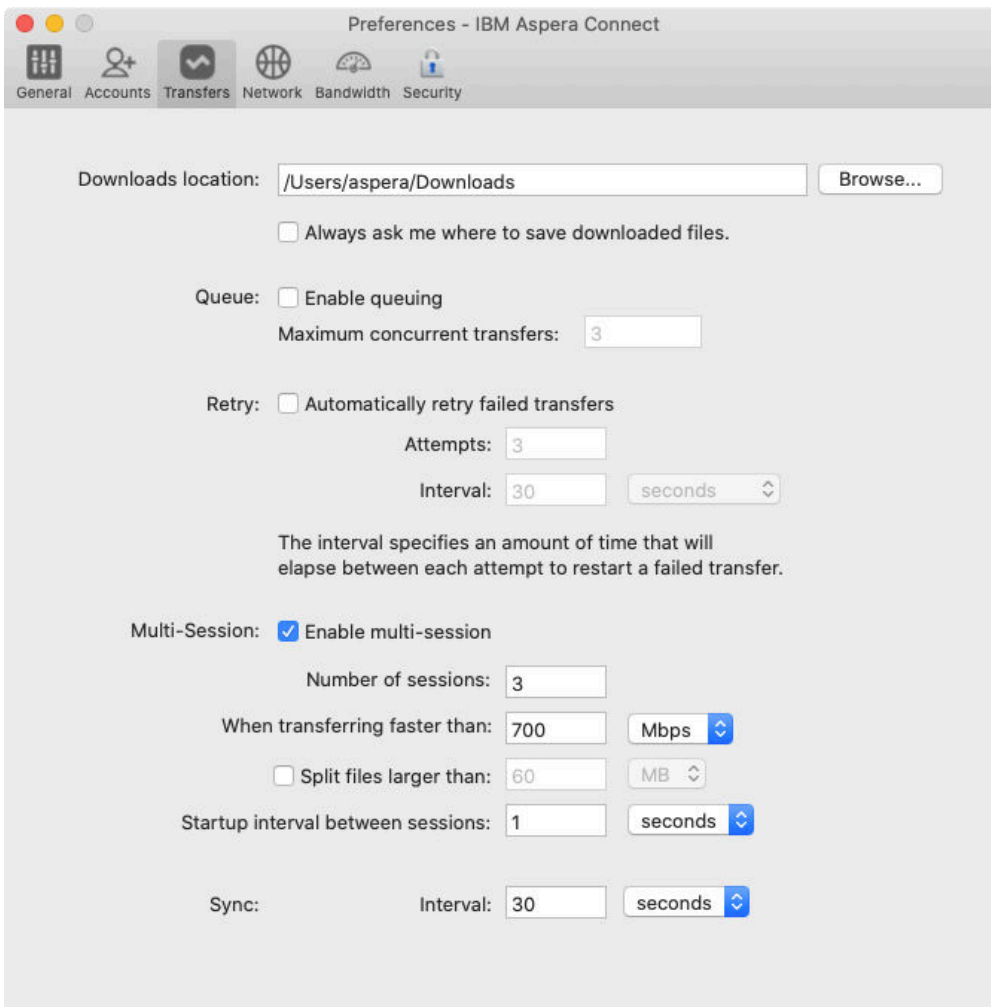 Preferences - IBM Aspera Connect
General Accounts Transfers Network Bandwidth Security
Downloads location: /Users/aspera/Downloads Browse...
Always ask me where to save downloaded files.
Queue: Enable queuing
Maximum concurrent transfers: 3
Retry: Automatically retry failed transfers
Attempts: 3
Interval: 30 seconds
The interval specifies an amount of time that will
elapse between each attempt to restart a failed transfer.
Multi-Session: Enable multi-session
Number of sessions: 3
When transferring faster than: 700 Mbps
Split files larger than: 60 MB
Startup interval between sessions: 1 seconds
Sync: Interval: 30 seconds